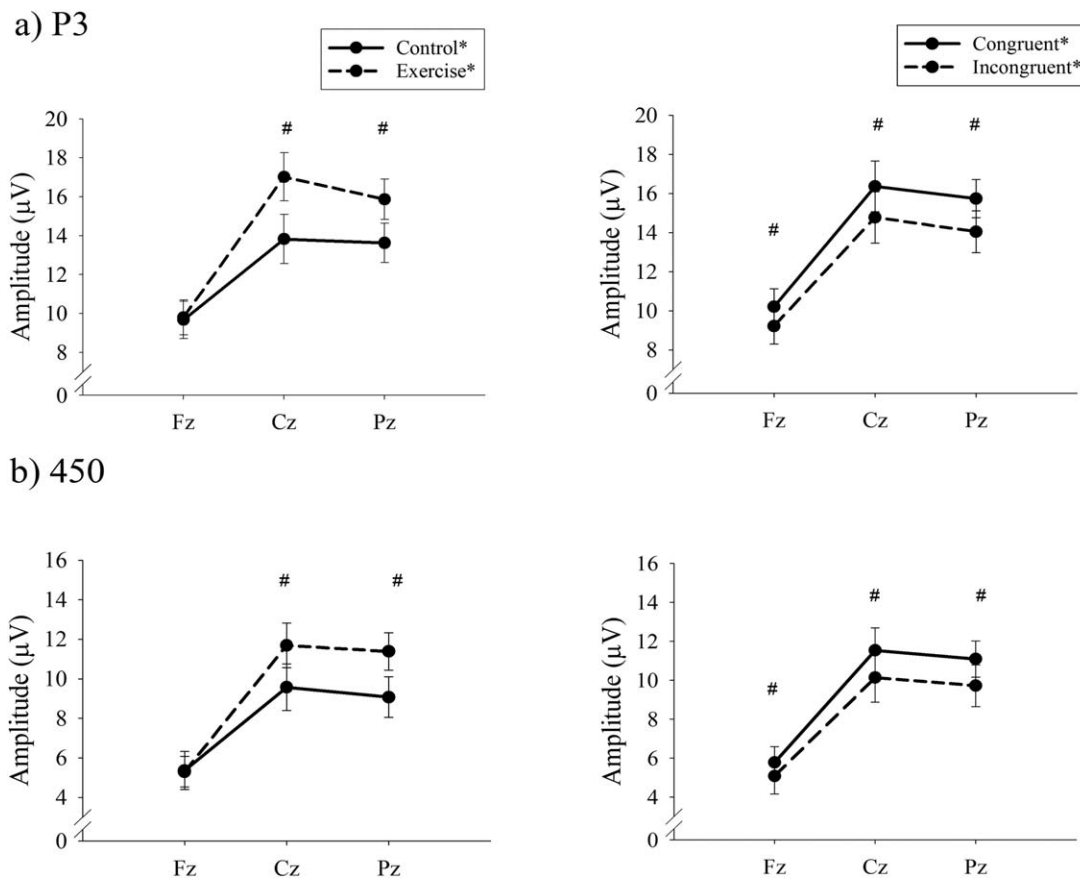 a) P3
Control*
Exercise*
Congruent*
Incongruent*
Amplitude (µV)
20
18
16
14
12
10
8
0
# #
Fz Cz Pz
Amplitude (µV)
20
18
16
14
12
10
8
0
# # #
Fz Cz Pz
b) 450
Amplitude (µV)
16
14
12
10
8
6
4
0
# #
Fz Cz Pz
Amplitude (µV)
16
14
12
10
8
6
4
0
# # #
Fz Cz Pz